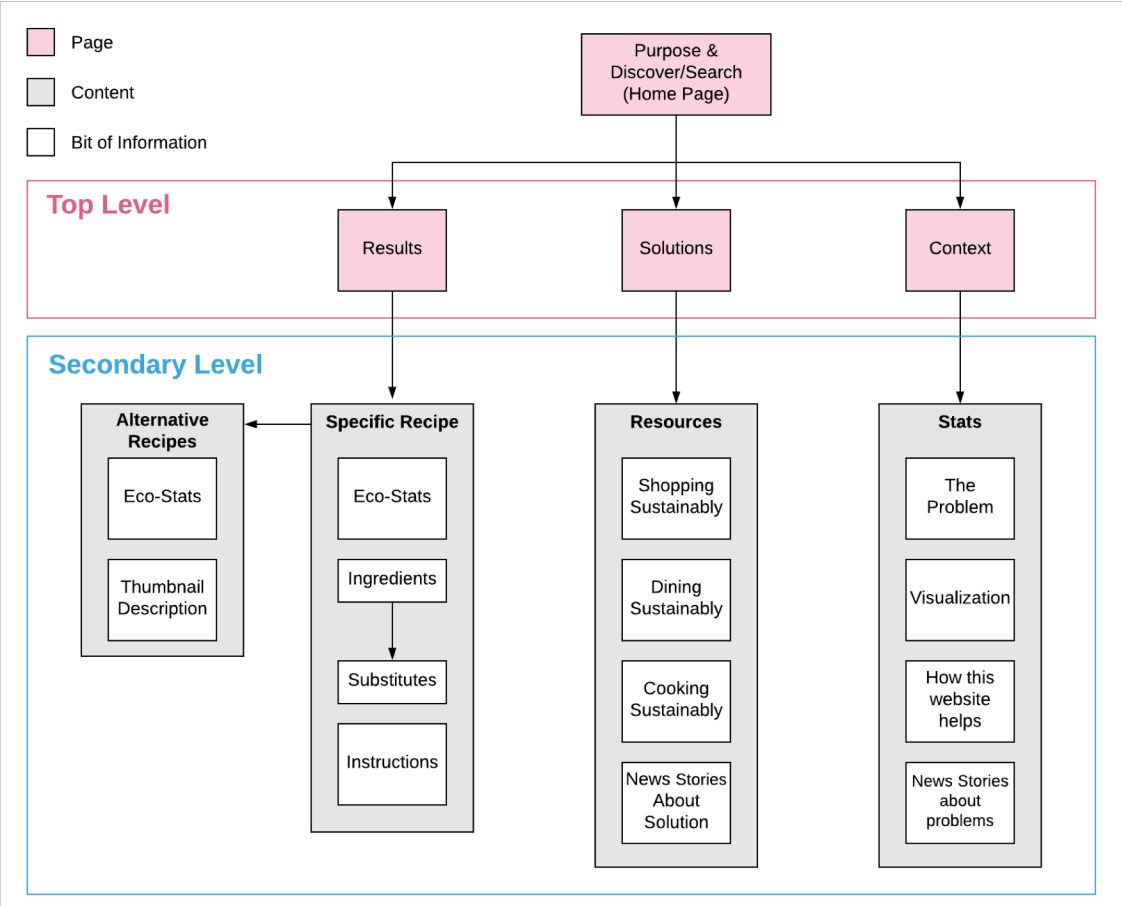 Page
Content
Bit of Information
Purpose &
Discover/Search
(Home Page)
Top Level
Results
Solutions
Context
Secondary Level
Alternative
Recipes
Eco-Stats
Thumbnail
Description
Specific Recipe
Eco-Stats
Ingredients
Substitutes
Instructions
Resources
Shopping
Sustainably
Dining
Sustainably
Cooking
Sustainably
News Stories
About
Solution
Stats
The
Problem
Visualization
How this
website
helps
News Stories
about
problems